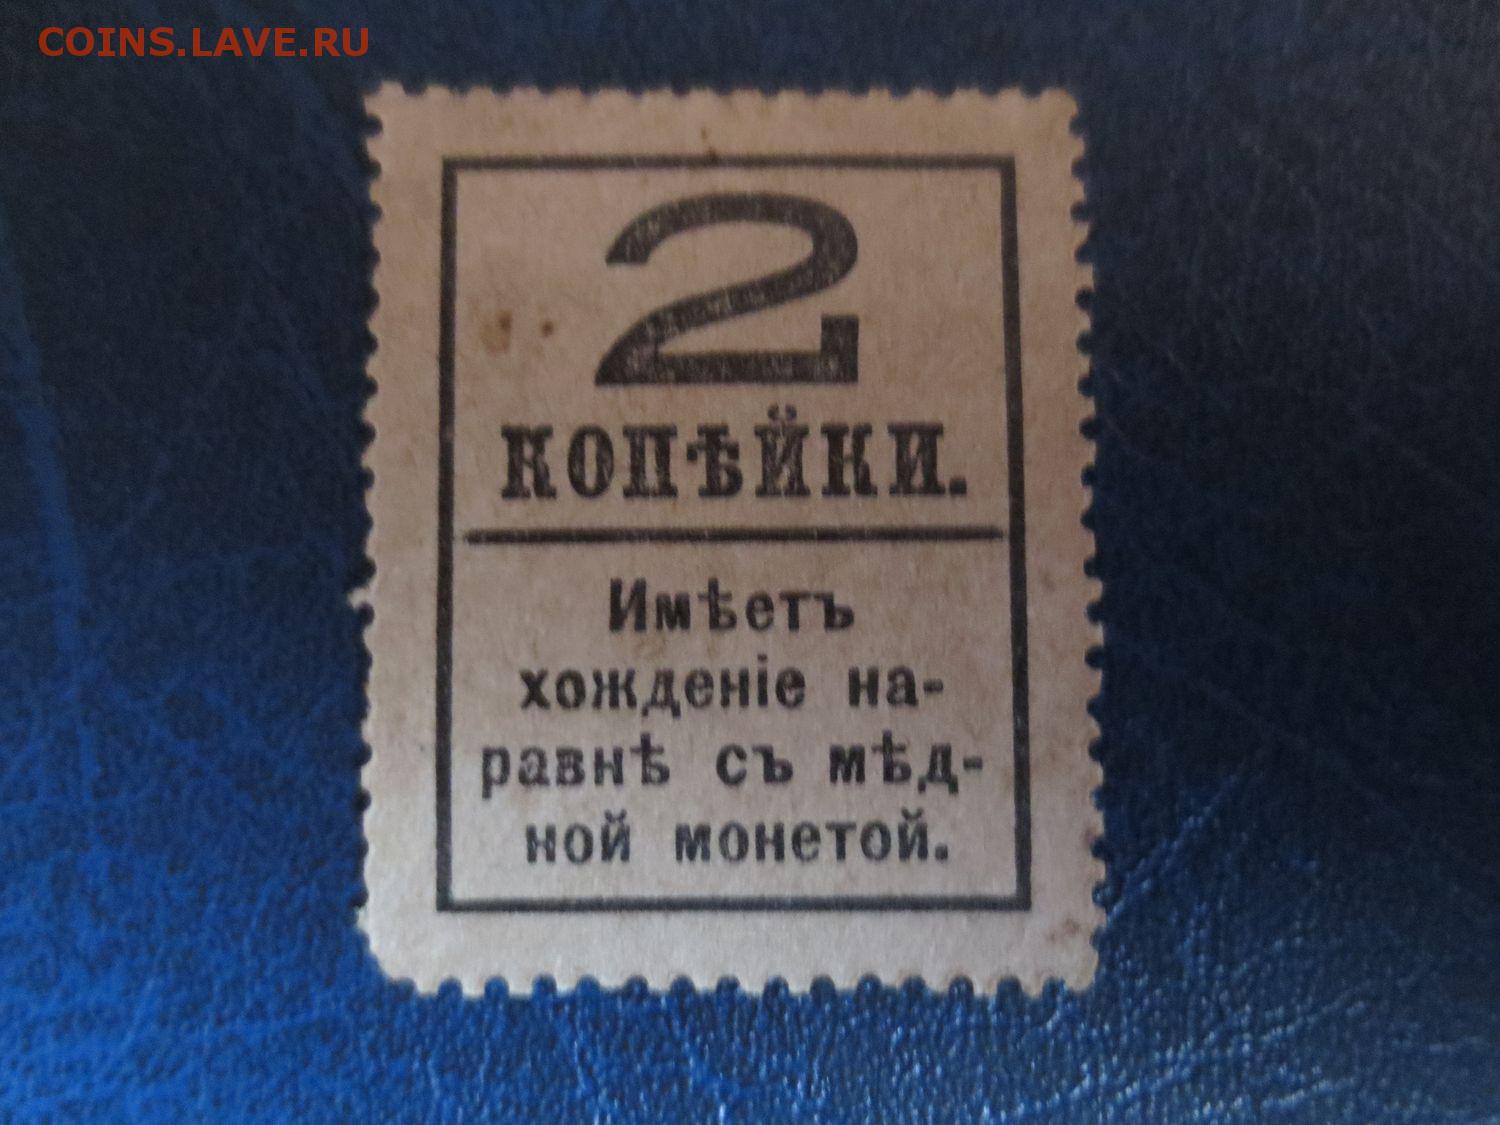 COINS.LAVE.RU
2
КОПѢЙКИ.
Имѣетъ
хожденіе на-
равнѣ съ мѣд-
ной монетой.